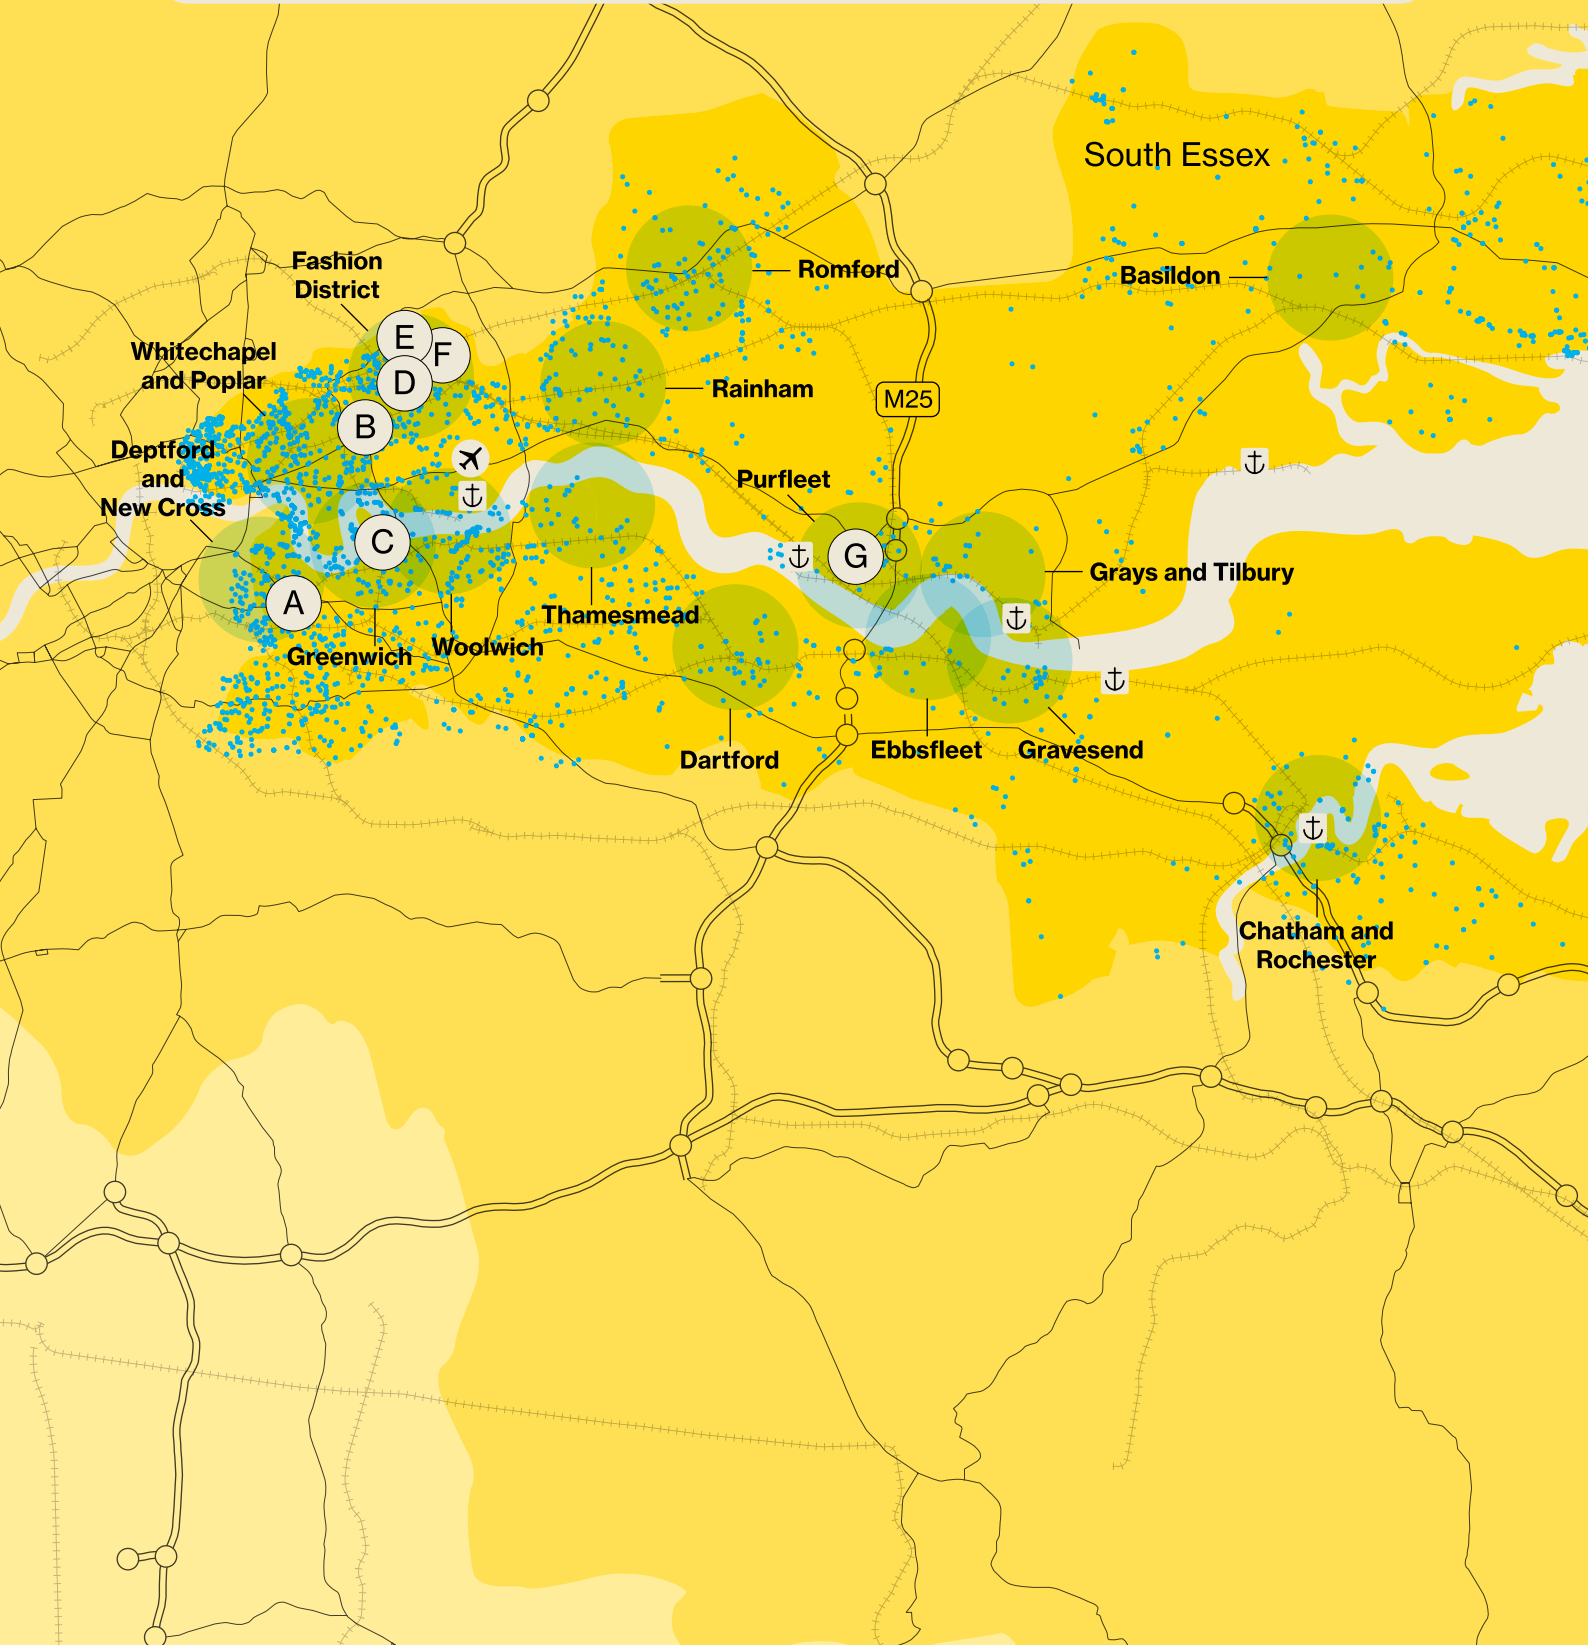 South Essex
Fashion
District
Romford
Basildon
E
F
Whitechapel
and Poplar
D
Rainham
M25
B
Deptford
and
New Cross
Purfleet
C
G
Grays and Tilbury
A
Thamesmead
Greenwich
Woolwich
Dartford
Ebbsfleet
Gravesend
Chatham and
Rochester